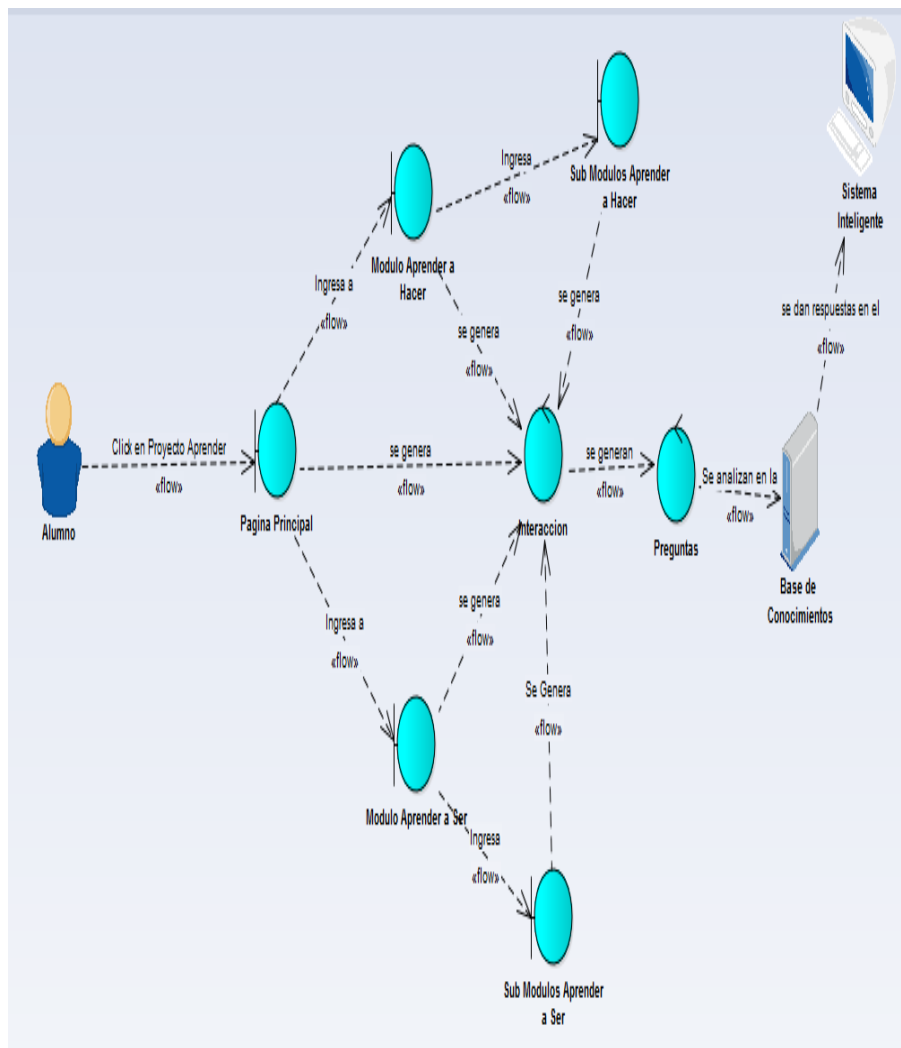 Ingresa
«flow»
Sub Modulos Aprender
a Hacer
Sistema
Inteligente
Modulo Aprender a
Hacer
Ingresa a
«flow»
se genera
«flow»
se genera
«flow»
se dan respuestas en el
«flow»
Click en Proyecto Aprender
«flow»
Alumno
Pagina Principal
se genera
«flow»
Interaccion
se generan
«flow»
Preguntas
Se analizan en la
«flow»
Base de
Conocimientos
Ingresa a
«flow»
se genera
«flow»
Se Genera
«flow»
Modulo Aprender a Ser
Ingresa
«flow»
Sub Modulos Aprender
a Ser